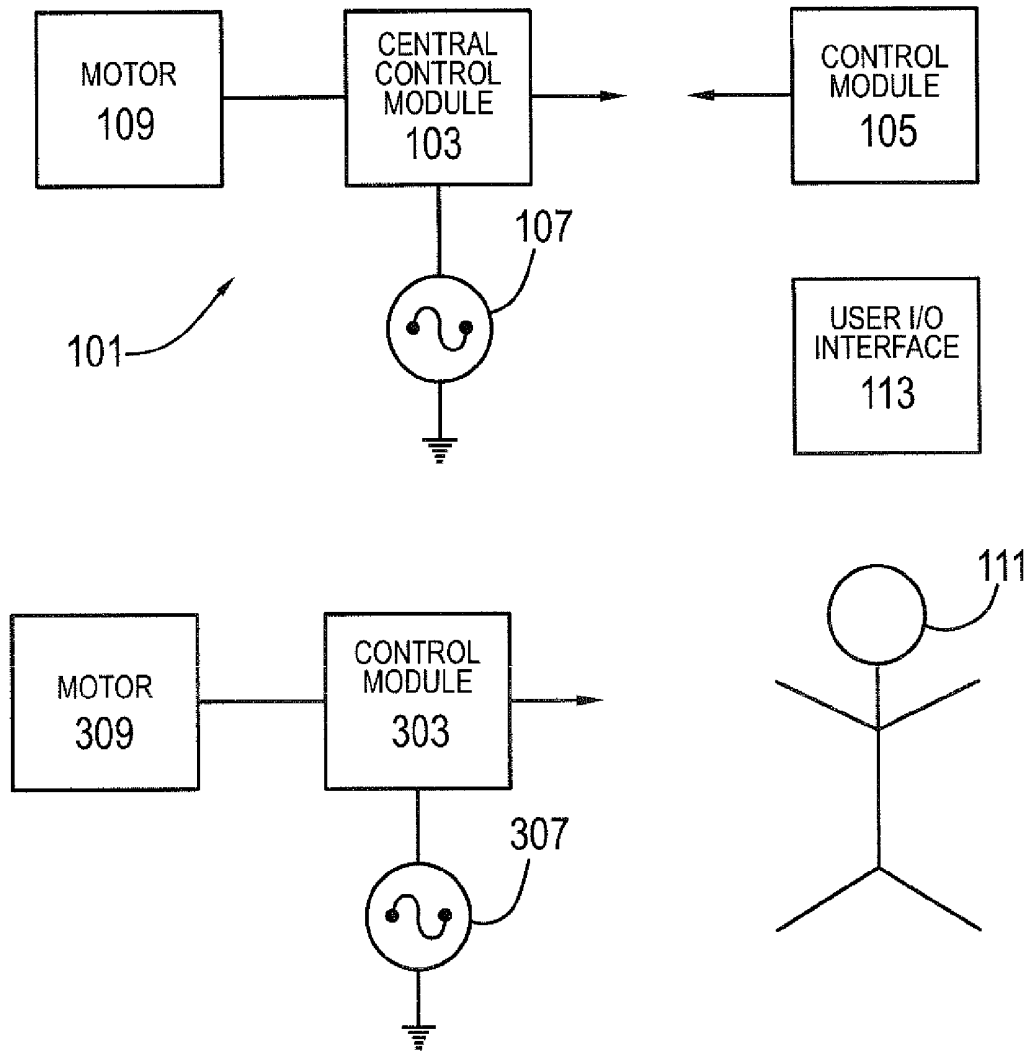 MOTOR
109
CENTRAL
CONTROL
MODULE
103
CONTROL
MODULE
105
107
101
USER I/O
INTERFACE
113
111
MOTOR
309
CONTROL
MODULE
303
307